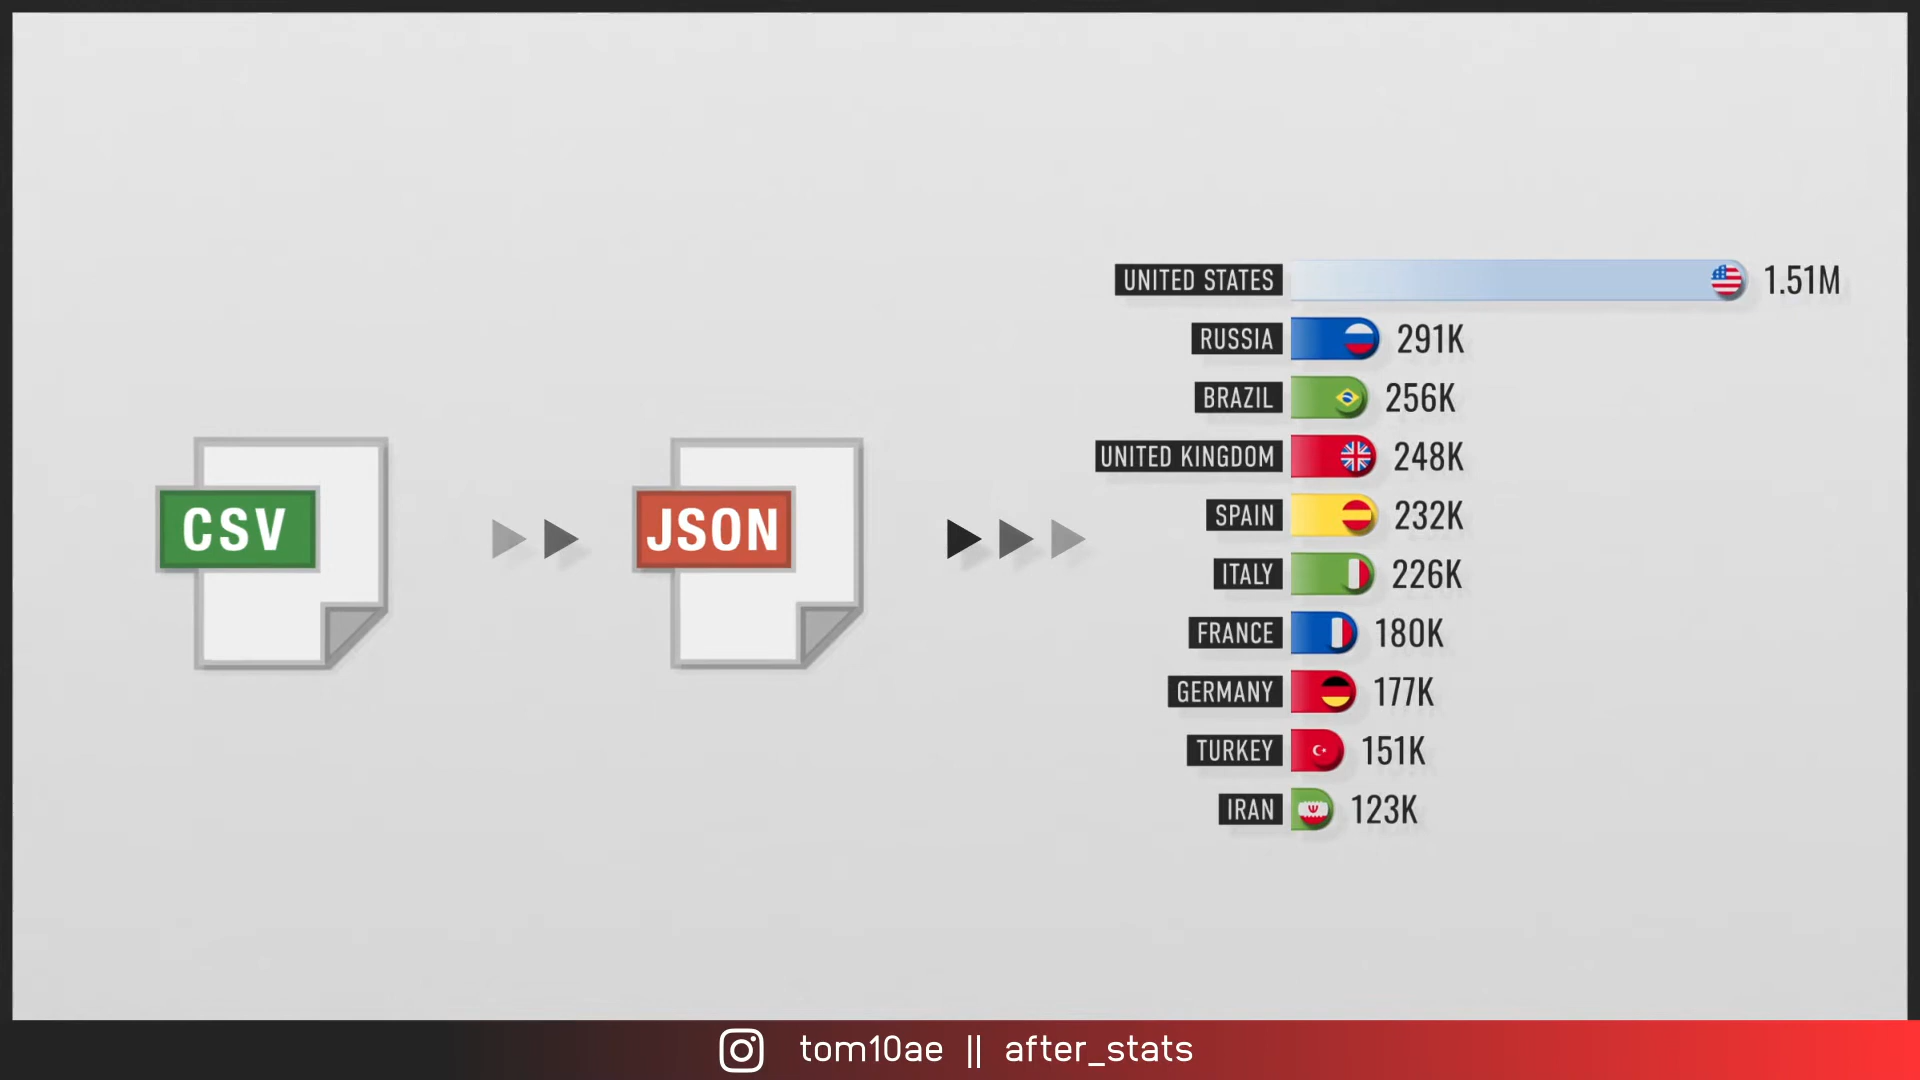 CSV
JSON
UNITED STATES 1.51M
RUSSIA 291K
BRAZIL 256K
UNITED KINGDOM 248K
SPAIN 232K
ITALY 226K
FRANCE 180K
GERMANY 177K
TURKEY 151K
IRAN 123K
tom10ae || after_stats